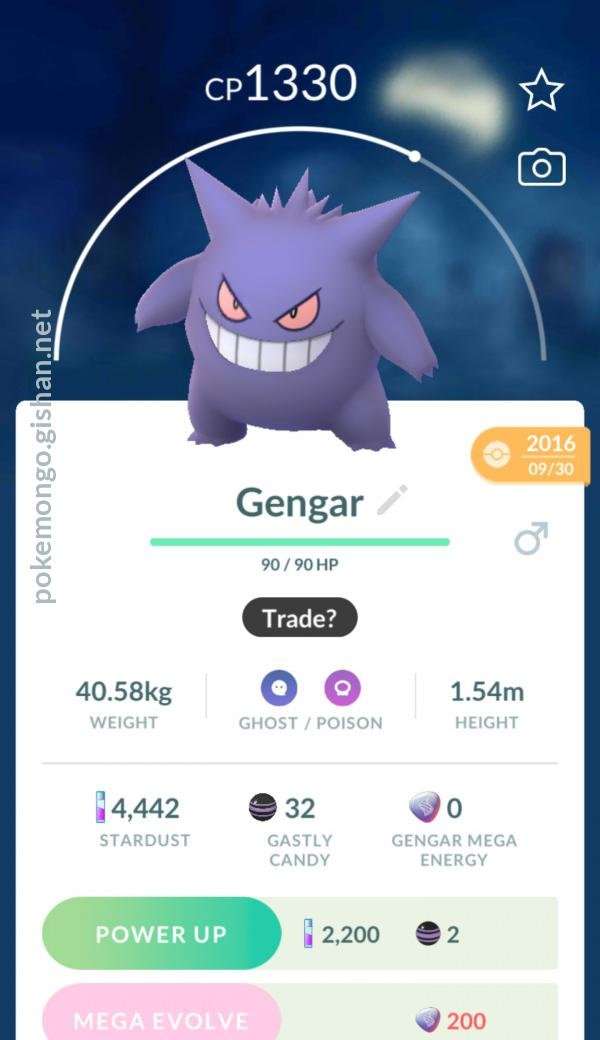 CP1330
pokemongo.gishan.net
2016
09/30
Gengar
90 / 90 HP
Trade?
40.58kg
WEIGHT
GHOST / POISON
1.54m
HEIGHT
4,442
STARDUST
32
GASTLY
CANDY
0
GENGAR MEGA
ENERGY
POWER UP 2,200 2
MEGA EVOLVE 200